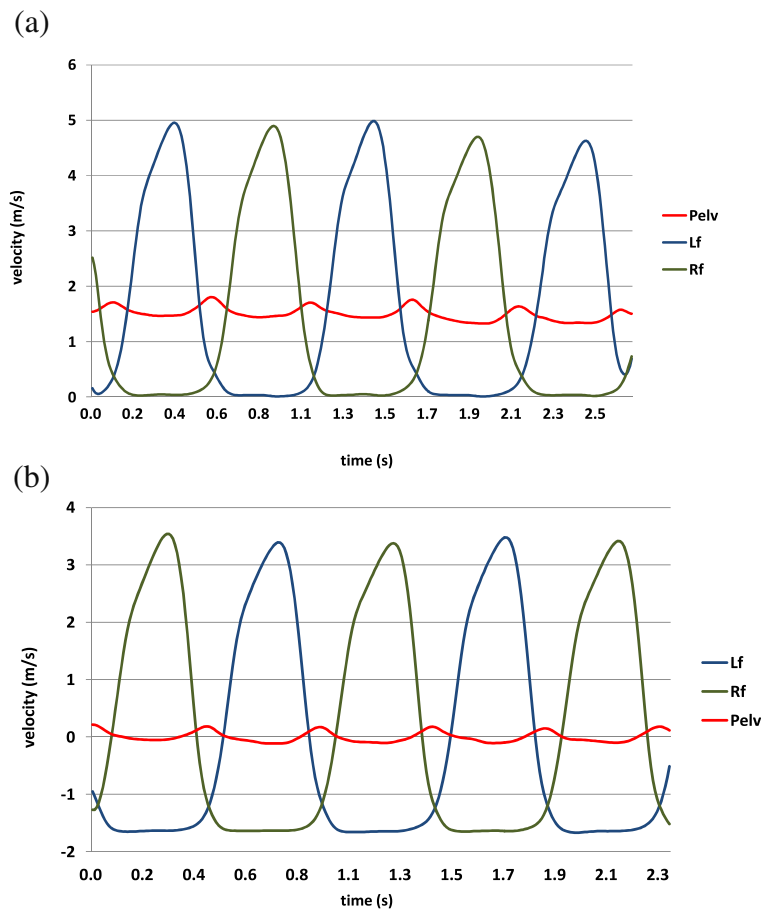 (a)
6
5
4
3
2
1
0
velocity (m/s)
0.0 0.2 0.4 0.6 0.8 1.1 1.3 1.5 1.7 1.9 2.1 2.3 2.5
time (s)
Pelv
Lf
Rf
(b)
4
3
2
1
0
-1
-2
velocity (m/s)
0.0 0.2 0.4 0.6 0.8 1.1 1.3 1.5 1.7 1.9 2.1 2.3
time (s)
Lf
Rf
Pelv